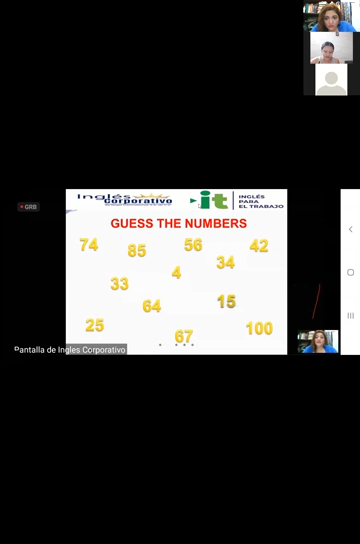 GRB
Inglés
Corporativo
it
INGLÉS
PARA
EL TRABAJO
GUESS THE NUMBERS
74 85 56 42
34
33 4
64 15
25 67 100
Pantalla de Ingles Corporativo